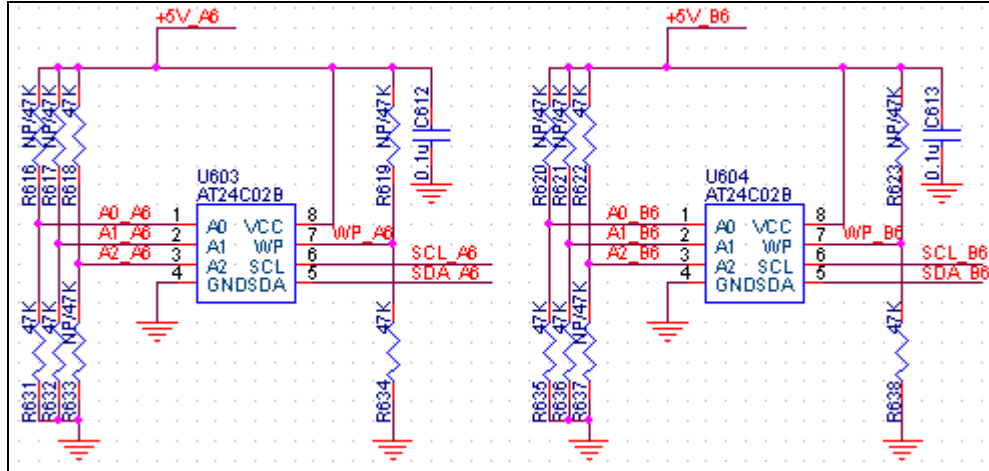 +5V_A6
NP/47K
NP/47K
47K
NP/47K
C612
0.1u
R616
R617
R618
R619
U603
AT24C02B
A0_A6
1
A0
VCC
8
A1_A6
2
A1
WP
7
WP_A6
A2_A6
3
A2
SCL
6
SCL_A6
4
GND
SDA
5
SDA_A6
47K
47K
NP/47K
47K
R631
R632
R633
R634
+5V_B6
NP/47K
NP/47K
47K
NP/47K
C613
0.1u
R620
R621
R622
R623
U604
AT24C02B
A0_B6
1
A0
VCC
8
A1_B6
2
A1
WP
7
WP_B6
A2_B6
3
A2
SCL
6
SCL_B6
4
GND
SDA
5
SDA_B6
47K
47K
NP/47K
47K
R635
R636
R637
R638